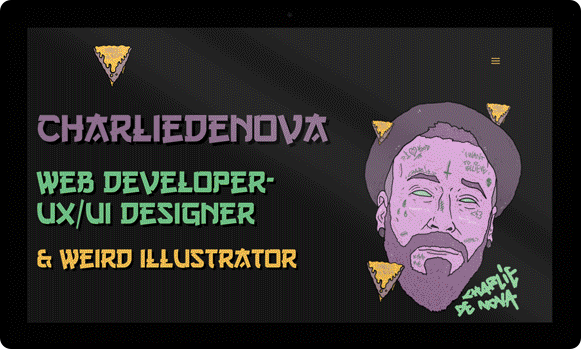 CHARLIEDENOVA
WEB DEVELOPER-
UX/UI DESIGNER
& WEIRD ILLUSTRATOR
CHARLIE
DE NOVA